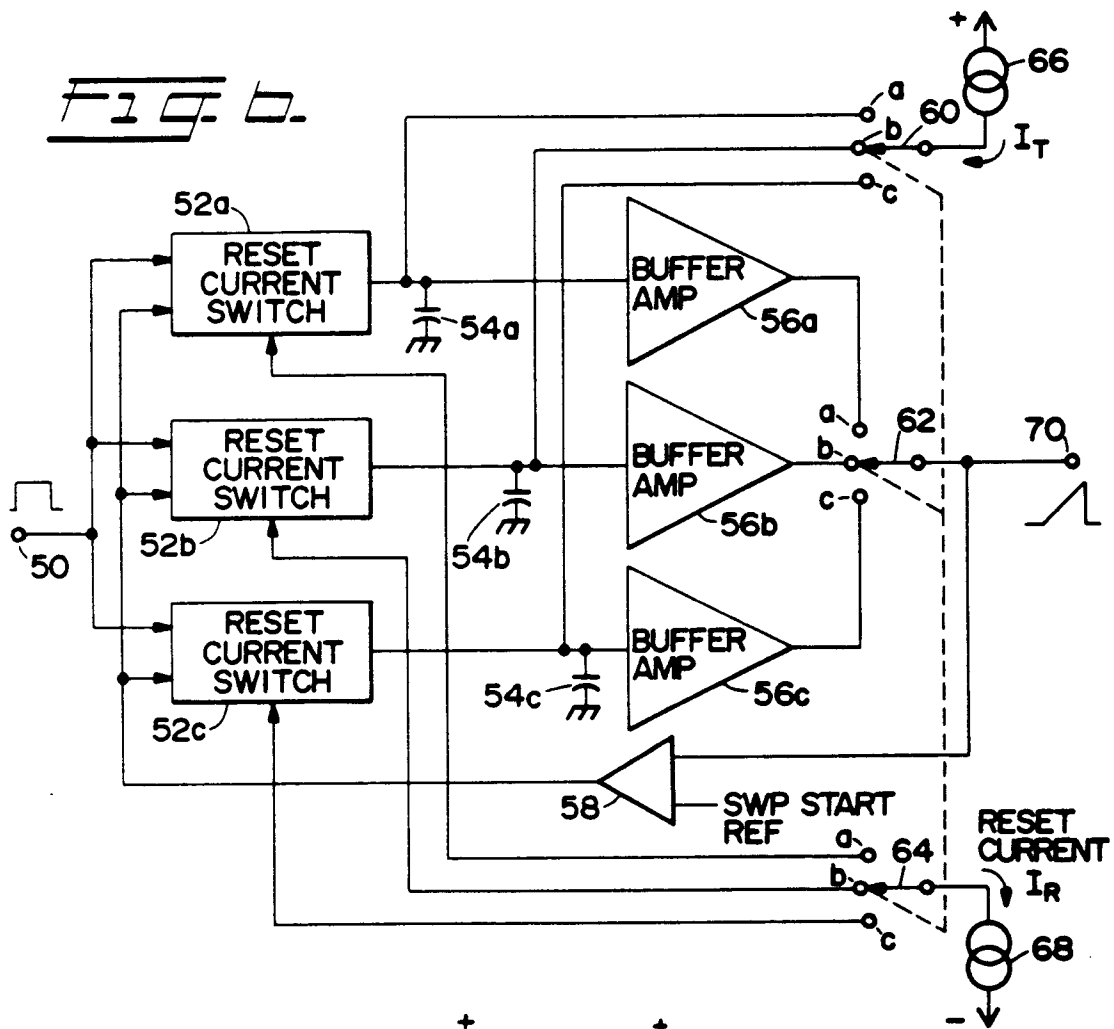 Fig. 6.
+
66
a
60
b
I_T
c
52a
RESET
CURRENT
SWITCH
54a
BUFFER
AMP
56a
RESET
CURRENT
SWITCH
52b
54b
BUFFER
AMP
56b
a
b
62
c
70
50
RESET
CURRENT
SWITCH
52c
54c
BUFFER
AMP
56c
58
SWP START
REF
a
b
64
c
RESET
CURRENT
I_R
68
-
+ +